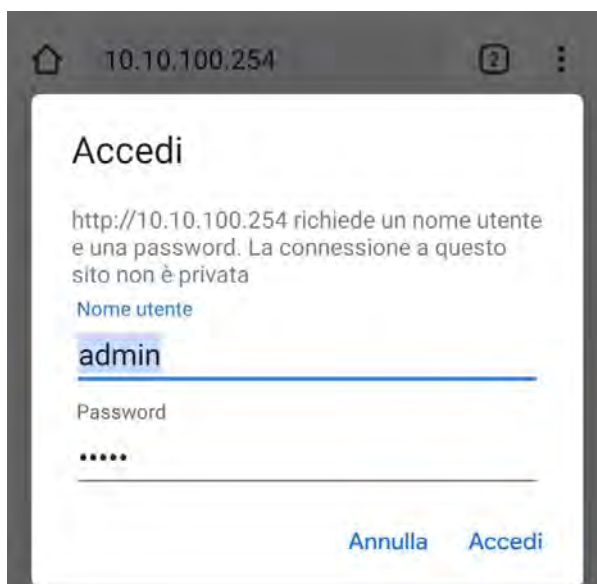 10.10.100.254
2
Accedi
http://10.10.100.254 richiede un nome utente
e una password. La connessione a questo
sito non è privata
Nome utente
admin
Password
•••••
Annulla Accedi